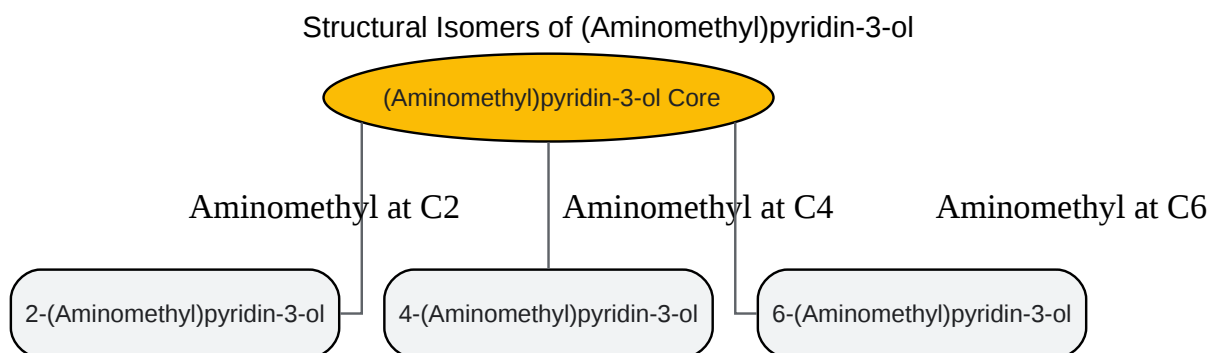 Structural Isomers of (Aminomethyl)pyridin-3-ol
(Aminomethyl)pyridin-3-ol Core
Aminomethyl at C2
Aminomethyl at C4
Aminomethyl at C6
2-(Aminomethyl)pyridin-3-ol
4-(Aminomethyl)pyridin-3-ol
6-(Aminomethyl)pyridin-3-ol